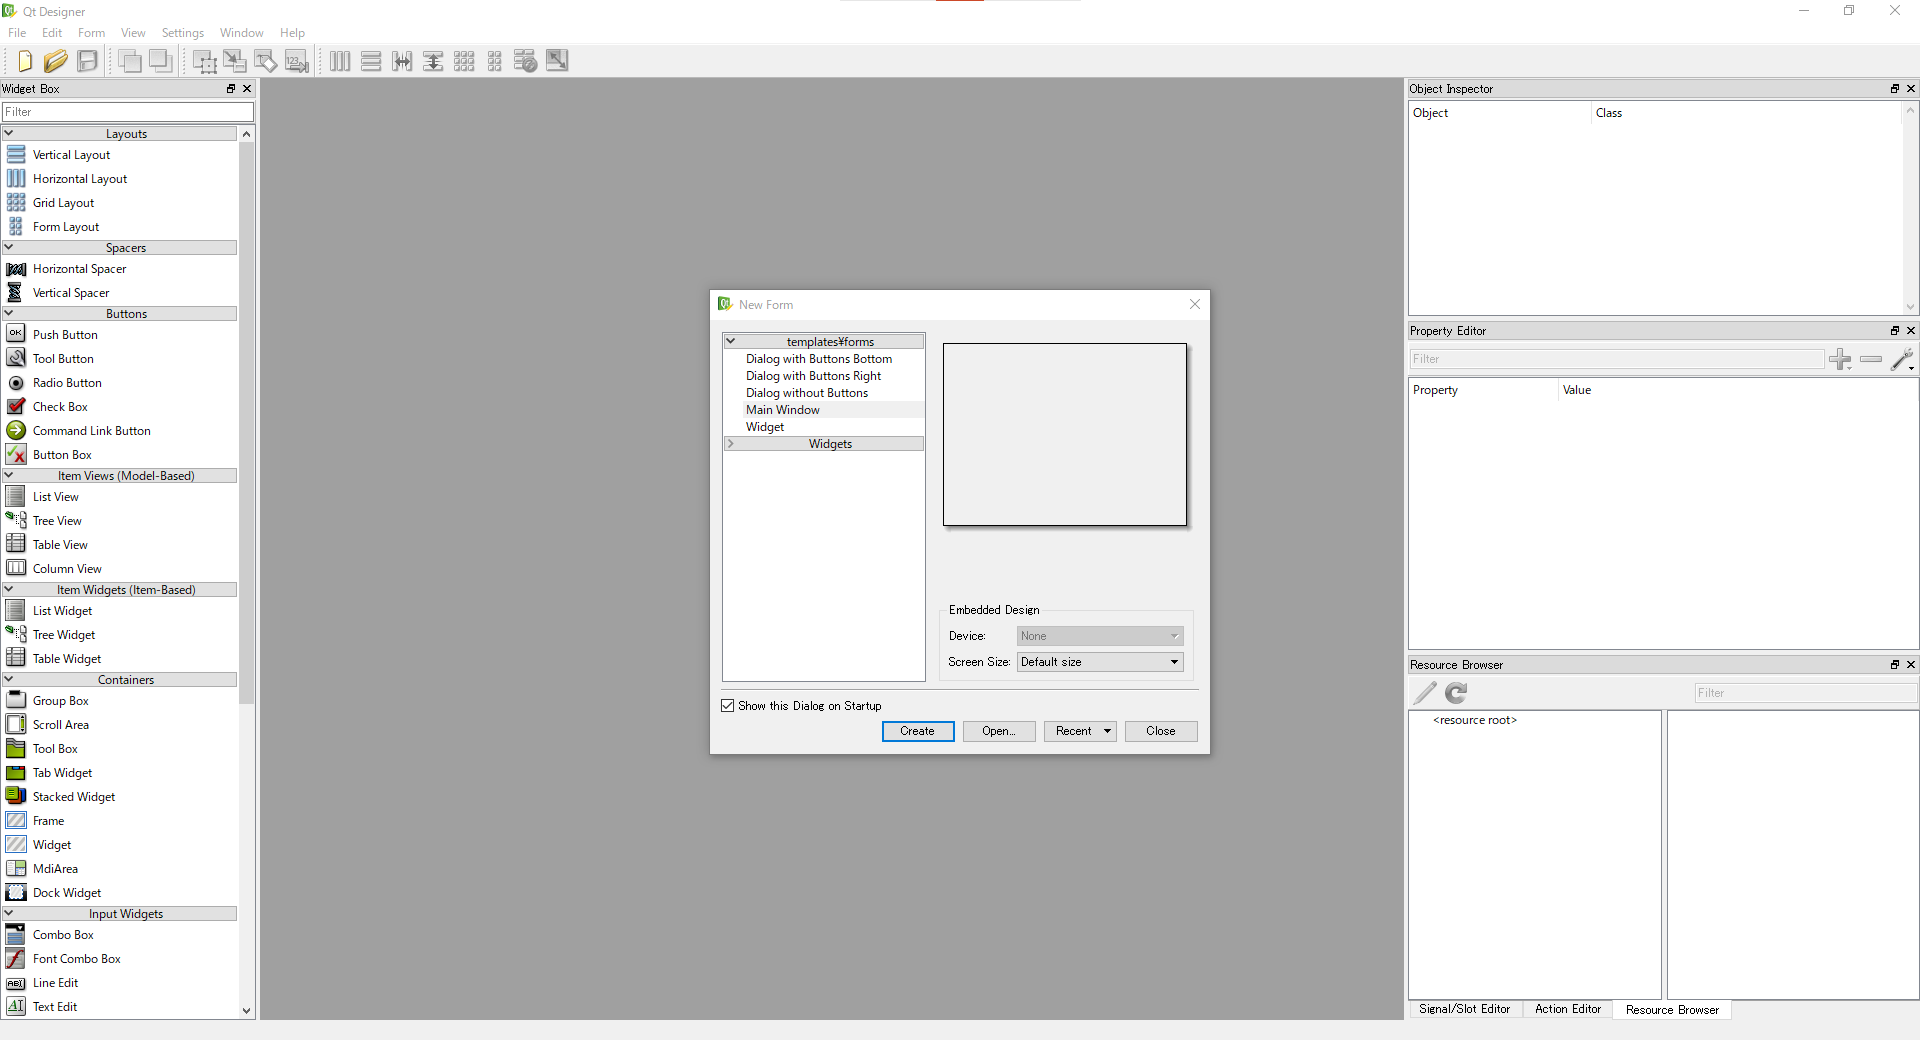 Qt Designer
File Edit Form View Settings Window Help
Widget Box
Filter
Layouts
Vertical Layout
Horizontal Layout
Grid Layout
Form Layout
Spacers
Horizontal Spacer
Vertical Spacer
Buttons
Push Button
Tool Button
Radio Button
Check Box
Command Link Button
Button Box
Item Views (Model-Based)
List View
Tree View
Table View
Column View
Item Widgets (Item-Based)
List Widget
Tree Widget
Table Widget
Containers
Group Box
Scroll Area
Tool Box
Tab Widget
Stacked Widget
Frame
Widget
MdiArea
Dock Widget
Input Widgets
Combo Box
Font Combo Box
Line Edit
Text Edit
New Form
templates¥forms
Dialog with Buttons Bottom
Dialog with Buttons Right
Dialog without Buttons
Main Window
Widget
Widgets
Embedded Design
Device: None
Screen Size: Default size
Show this Dialog on Startup
Create Open... Recent Close
Object Inspector
Object Class
Property Editor
Filter
Property Value
Resource Browser
Filter
<resource root>
Signal/Slot Editor Action Editor Resource Browser